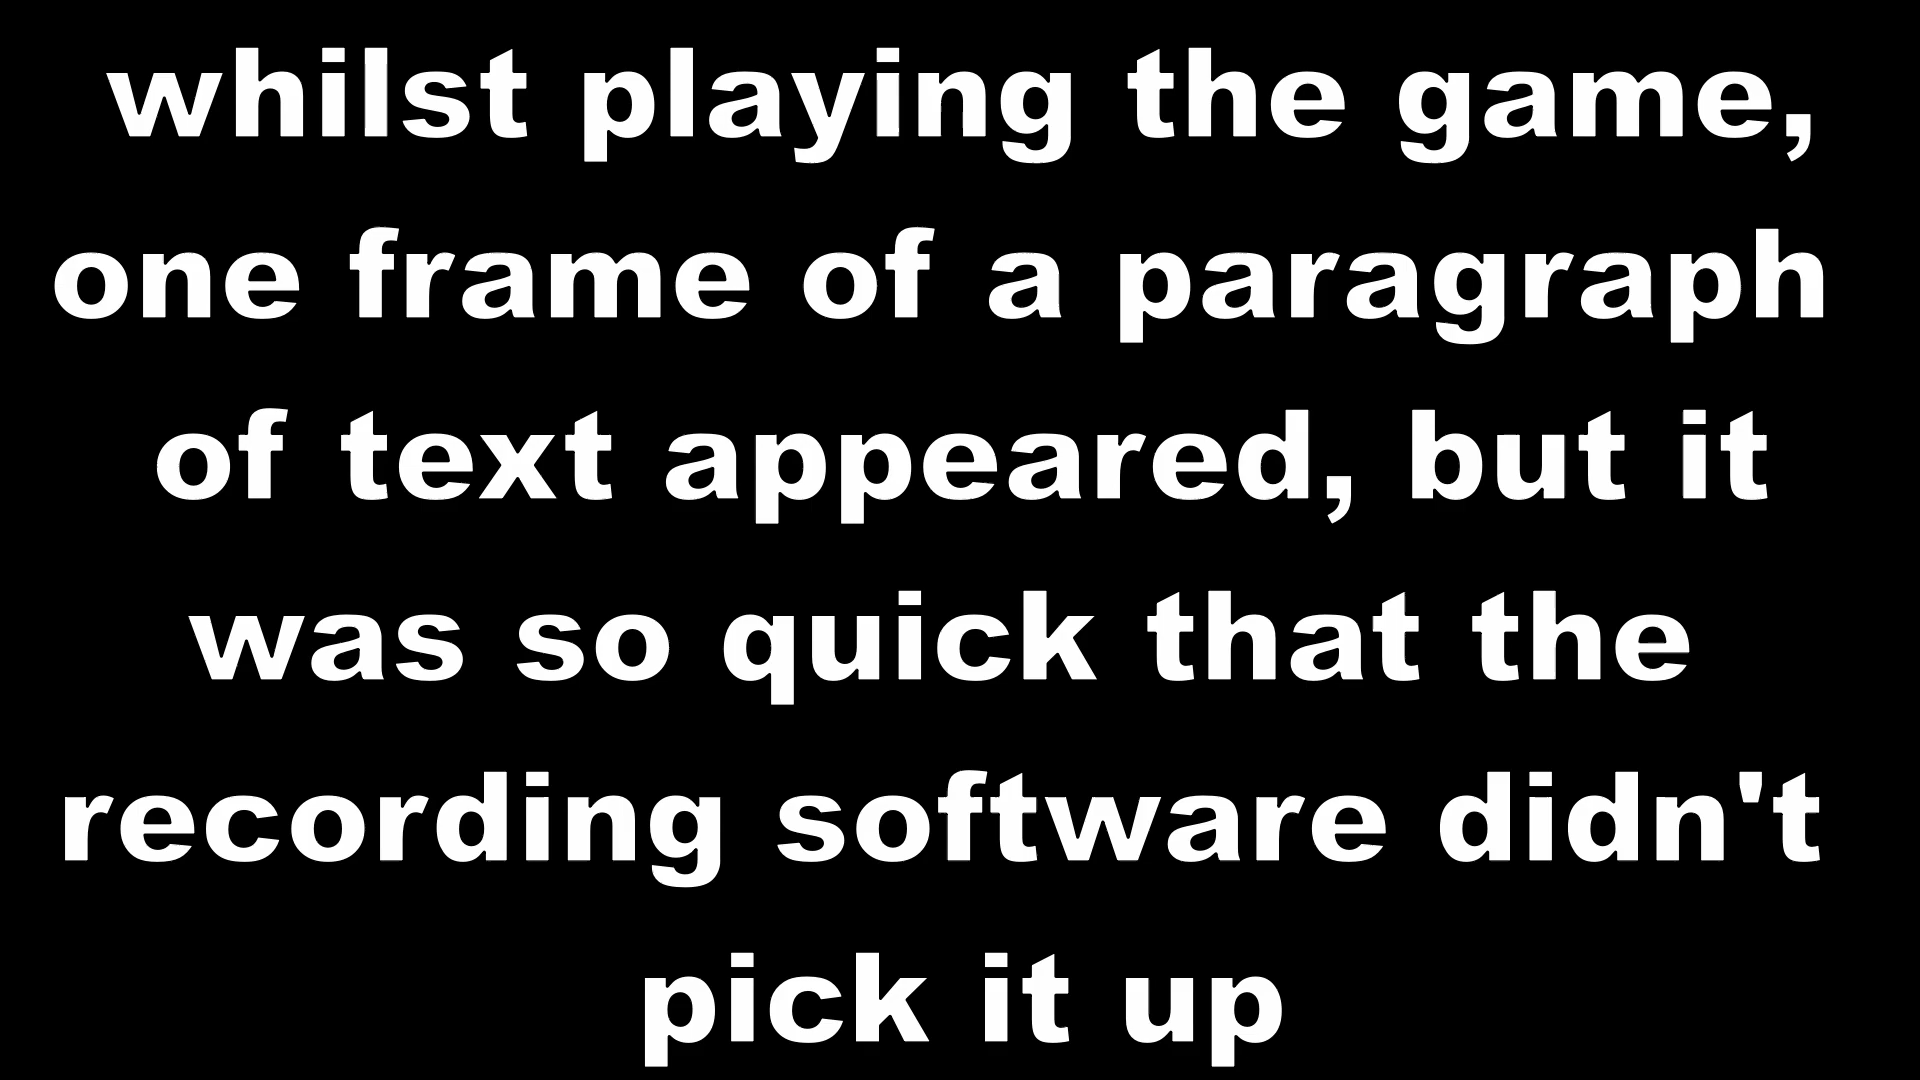 whilst playing the game,
one frame of a paragraph
of text appeared, but it
was so quick that the
recording software didn't
pick it up